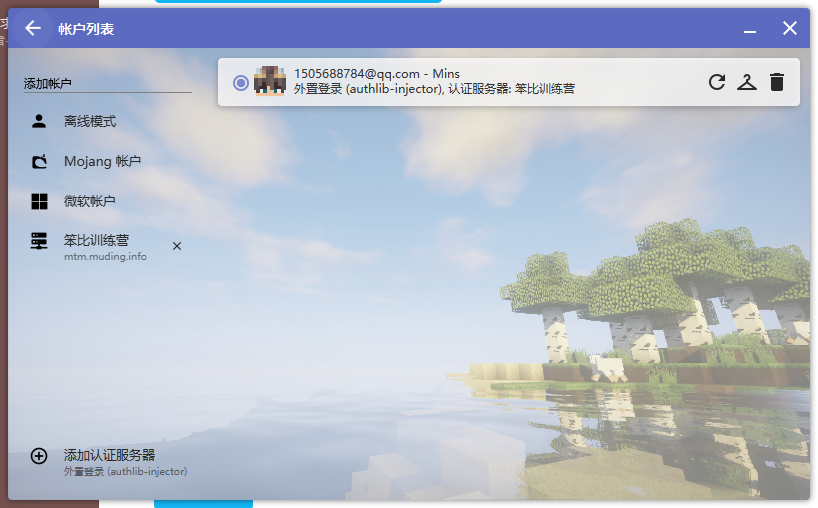 帐户列表
添加帐户
离线模式
Mojang 帐户
微软帐户
笨比训练营
mtm.muding.info
添加认证服务器
外置登录 (authlib-injector)
1505688784@qq.com - Mins
外置登录 (authlib-injector), 认证服务器: 笨比训练营
求